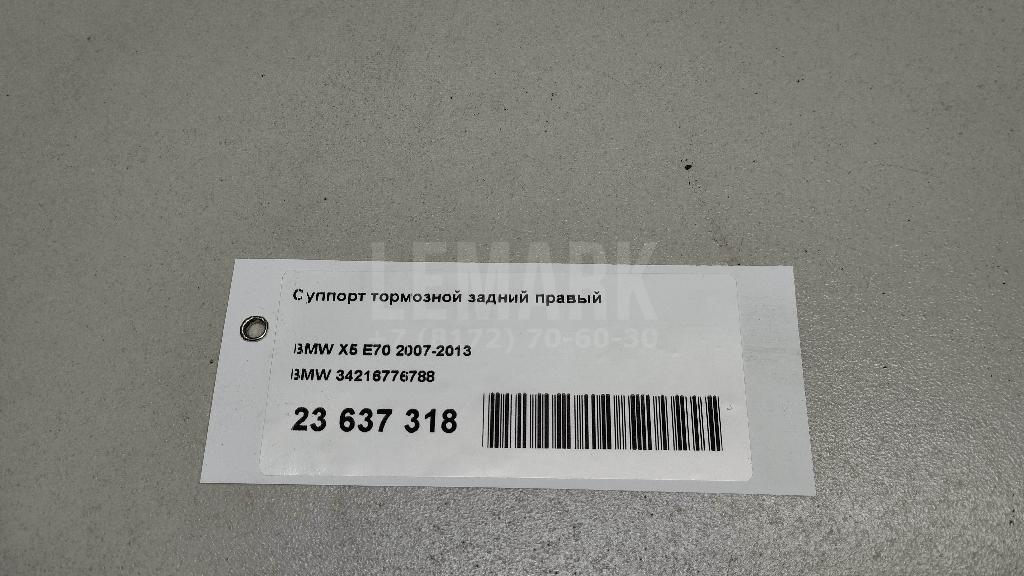 LEMARK
+7 (8172) 70-60-30
Суппорт тормозной задний правый
BMW X5 E70 2007-2013
BMW 34216776788
23 637 318